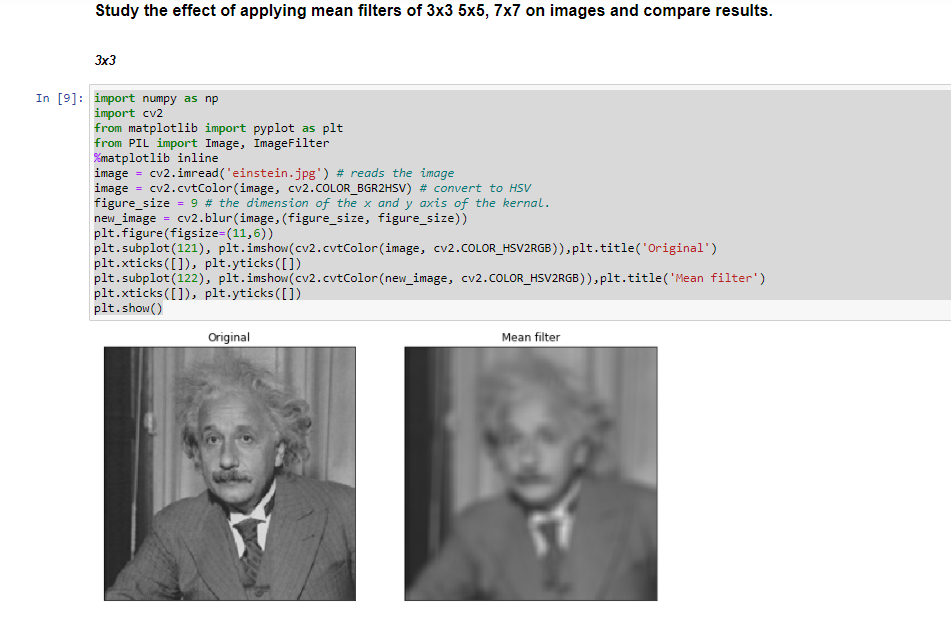 Study the effect of applying mean filters of 3x3 5x5, 7x7 on images and compare results.
3x3
In [9]: import numpy as np
import cv2
from matplotlib import pyplot as plt
from PIL import Image, ImageFilter
%matplotlib inline
image = cv2.imread('einstein.jpg') # reads the image
image = cv2.cvtColor(image, cv2.COLOR_BGR2HSV) # convert to HSV
figure_size = 9 # the dimension of the x and y axis of the kernal.
new_image = cv2.blur(image,(figure_size, figure_size))
plt.figure(figsize=(11,6))
plt.subplot(121), plt.imshow(cv2.cvtColor(image, cv2.COLOR_HSV2RGB)),plt.title('Original')
plt.xticks([]), plt.yticks([])
plt.subplot(122), plt.imshow(cv2.cvtColor(new_image, cv2.COLOR_HSV2RGB)),plt.title('Mean filter')
plt.xticks([]), plt.yticks([])
plt.show()
Original Mean filter